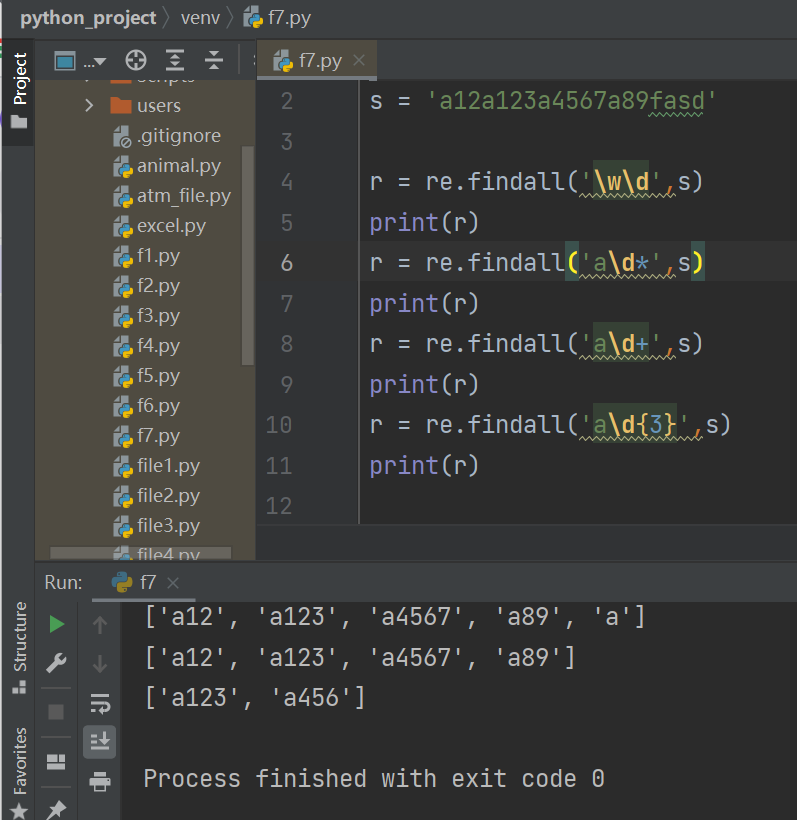 python_project > venv > f7.py
Project
...
f7.py ×
scripts
users
.gitignore
animal.py
atm_file.py
excel.py
f1.py
f2.py
f3.py
f4.py
f5.py
f6.py
f7.py
file1.py
file2.py
file3.py
file4.py
2 s = 'a12a123a4567a89fasd'
3
4 r = re.findall('\w\d',s)
5 print(r)
6 r = re.findall('a\d*',s)
7 print(r)
8 r = re.findall('a\d+',s)
9 print(r)
10 r = re.findall('a\d{3}',s)
11 print(r)
12
Run: f7 ×
['a12', 'a123', 'a4567', 'a89', 'a']
['a12', 'a123', 'a4567', 'a89']
['a123', 'a456']
Process finished with exit code 0
Structure
Favorites